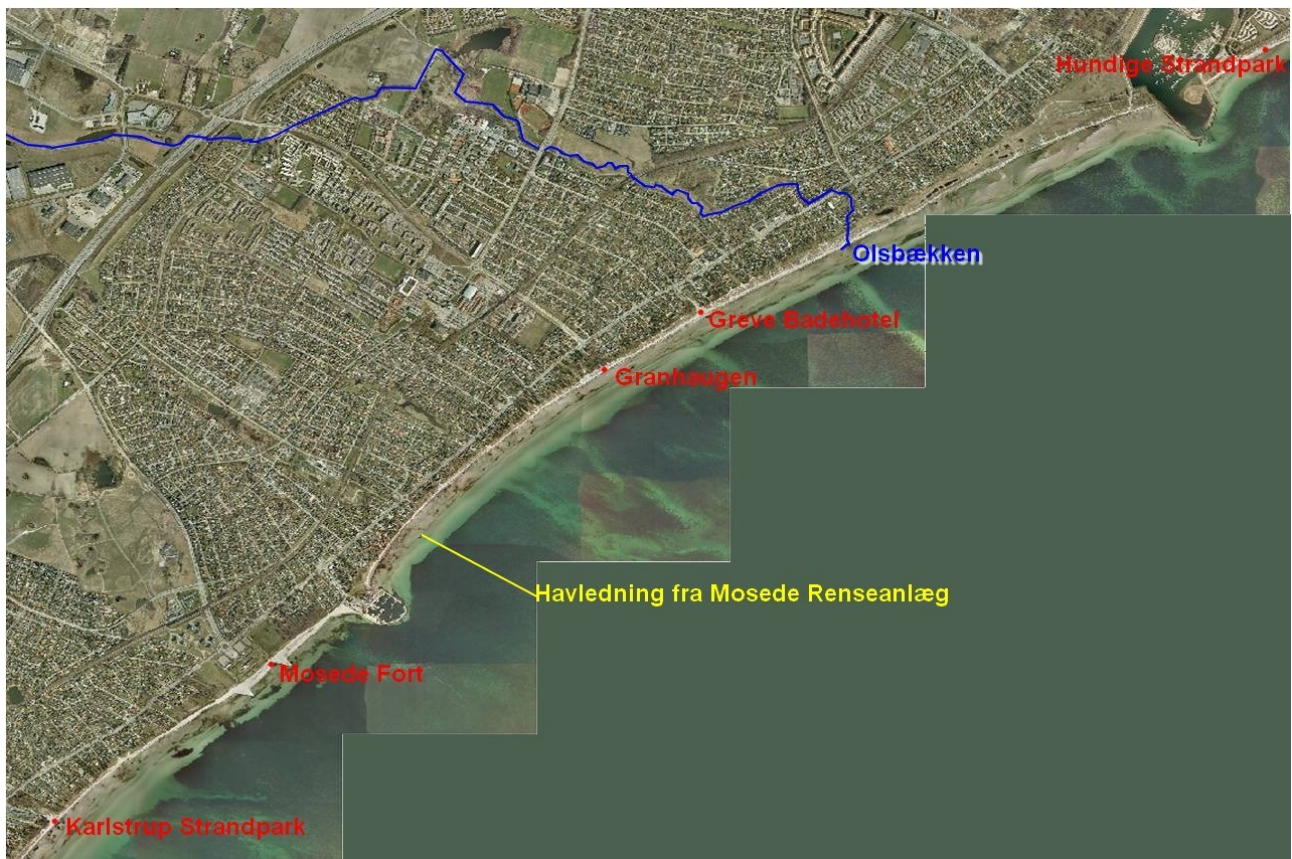 Hundige Strandpark
Olsbækken
Greve Badehotel
Granhaugen
Havledning fra Mosede Renseanlæg
Mosede Fort
Karlstrup Strandpark